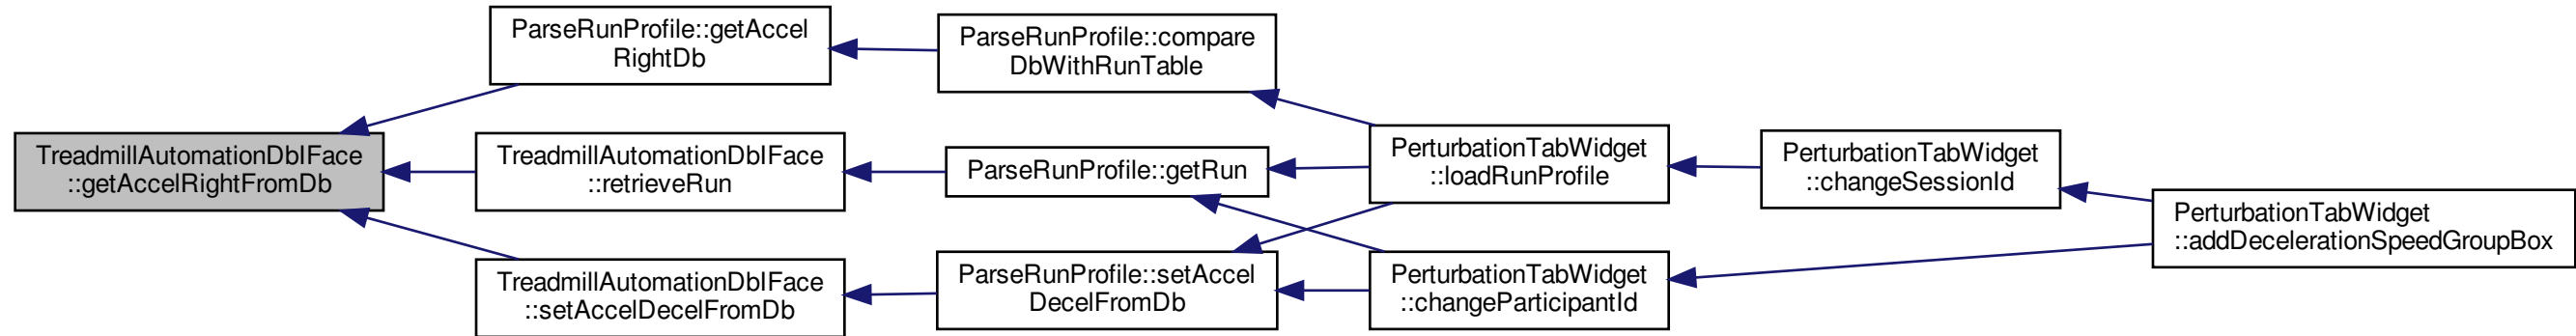 ParseRunProfile::getAccel
RightDb
ParseRunProfile::compare
DbWithRunTable
TreadmillAutomationDbIFace
::getAccelRightFromDb
TreadmillAutomationDbIFace
::retrieveRun
ParseRunProfile::getRun
PerturbationTabWidget
::loadRunProfile
PerturbationTabWidget
::changeSessionId
PerturbationTabWidget
::addDecelerationSpeedGroupBox
TreadmillAutomationDbIFace
::setAccelDecelFromDb
ParseRunProfile::setAccel
DecelFromDb
PerturbationTabWidget
::changeParticipantId